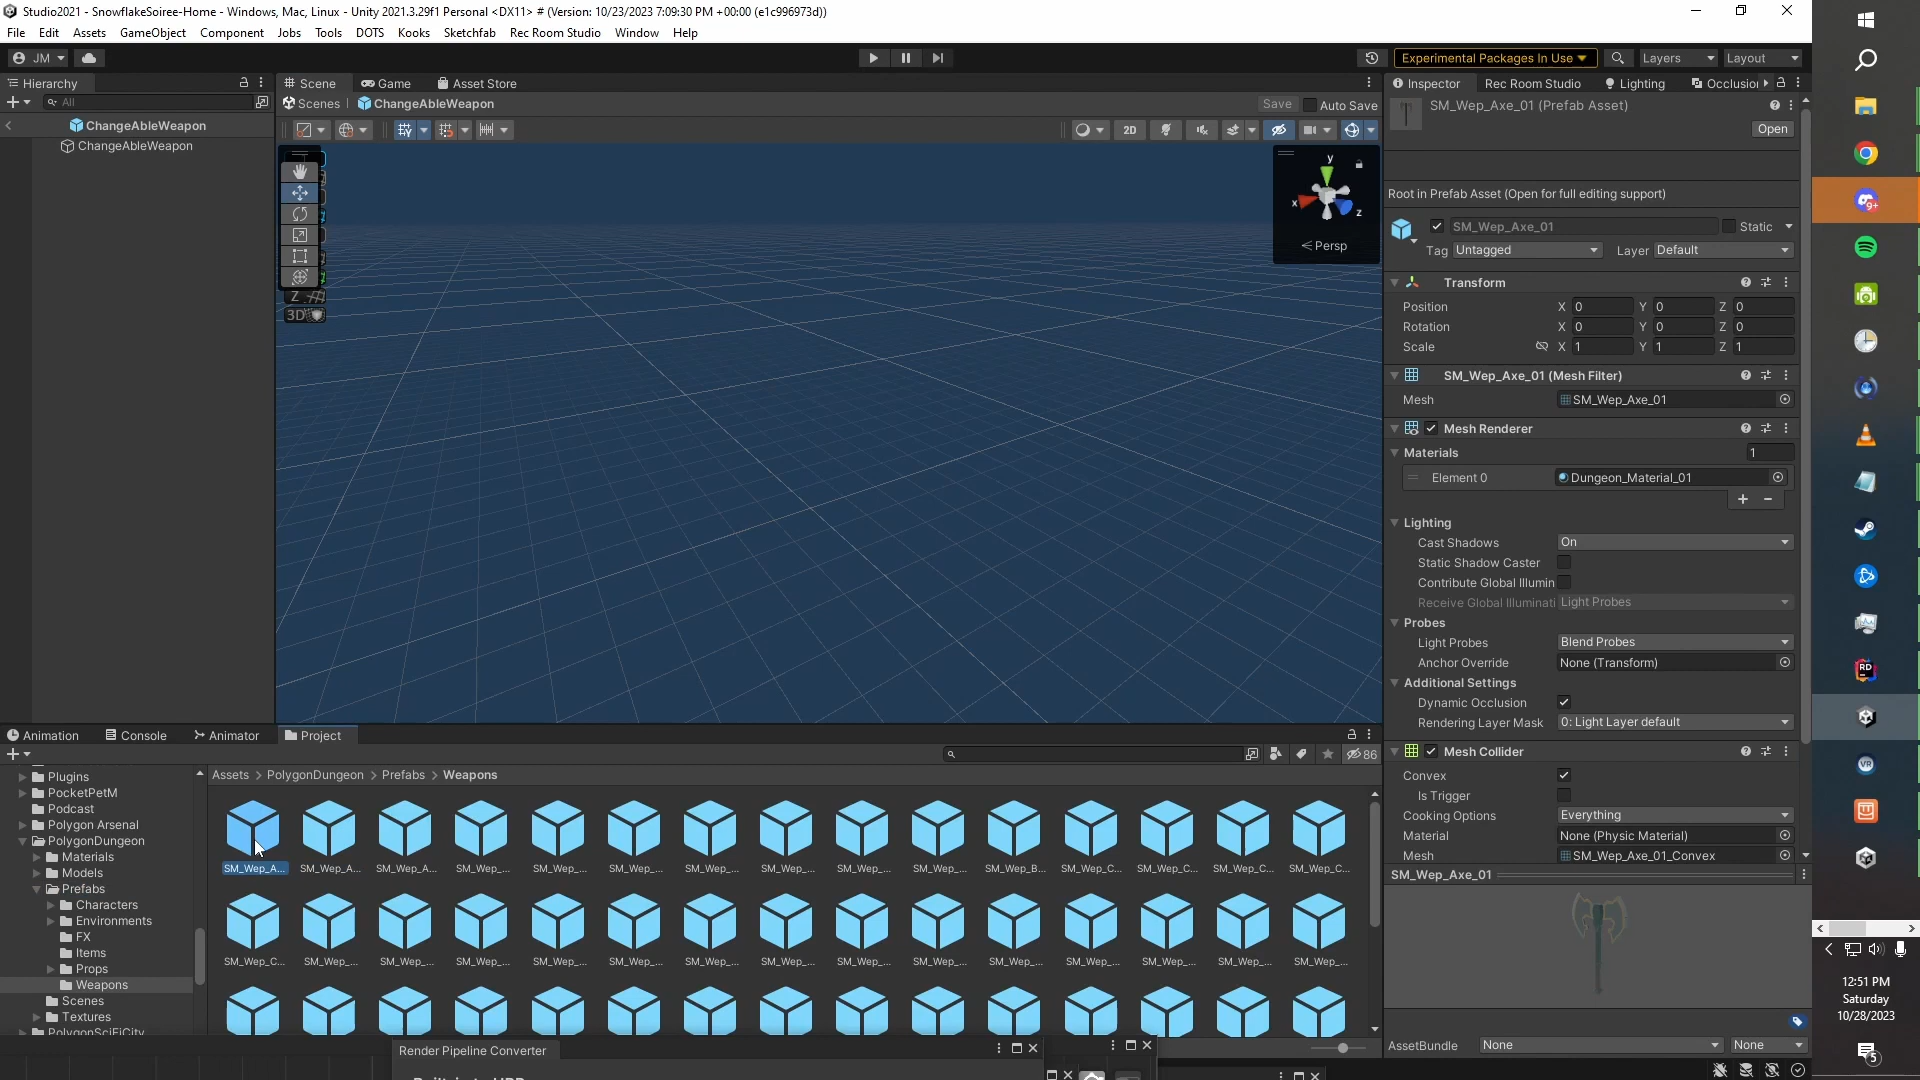 Studio2021 - SnowflakeSoiree-Home - Windows, Mac, Linux - Unity 2021.3.29f1 Personal <DX11> # (Version: 10/23/2023 7:09:30 PM +00:00 (e1c996973d))
File Edit Assets GameObject Component Jobs Tools DOTS Kooks Sketchfab Rec Room Studio Window Help
JM
Experimental Packages In Use
Layers
Layout
Hierarchy
All
ChangeAbleWeapon
ChangeAbleWeapon
Scene Game Asset Store
Scenes ChangeAbleWeapon
Save Auto Save
2D
Z
3D
y
x
z
Persp
Inspector Rec Room Studio Lighting Occlusion
SM_Wep_Axe_01 (Prefab Asset)
Open
Root in Prefab Asset (Open for full editing support)
SM_Wep_Axe_01 Static
Tag Untagged Layer Default
Transform
Position X 0 Y 0 Z 0
Rotation X 0 Y 0 Z 0
Scale X 1 Y 1 Z 1
SM_Wep_Axe_01 (Mesh Filter)
Mesh SM_Wep_Axe_01
Mesh Renderer
Materials 1
Element 0 Dungeon_Material_01
Lighting
Cast Shadows On
Static Shadow Caster
Contribute Global Illumin
Receive Global Illuminati Light Probes
Probes
Light Probes Blend Probes
Anchor Override None (Transform)
Additional Settings
Dynamic Occlusion
Rendering Layer Mask 0: Light Layer default
Mesh Collider
Convex
Is Trigger
Cooking Options Everything
Material None (Physic Material)
Mesh SM_Wep_Axe_01_Convex
SM_Wep_Axe_01
AssetBundle None None
Animation Console Animator Project
86
Plugins
PocketPetM
Podcast
Polygon Arsenal
PolygonDungeon
Materials
Models
Prefabs
Characters
Environments
FX
Items
Props
Weapons
Scenes
Textures
PolygonSciFiCity
Assets > PolygonDungeon > Prefabs > Weapons
SM_Wep_A... SM_Wep_A... SM_Wep_A... SM_Wep_... SM_Wep_... SM_Wep_... SM_Wep_... SM_Wep_... SM_Wep_... SM_Wep_... SM_Wep_B... SM_Wep_C... SM_Wep_C... SM_Wep_C... SM_Wep_C...
SM_Wep_C... SM_Wep_... SM_Wep_... SM_Wep_... SM_Wep_... SM_Wep_... SM_Wep_... SM_Wep_... SM_Wep_... SM_Wep_... SM_Wep_... SM_Wep_... SM_Wep_... SM_Wep_... SM_Wep_...
Render Pipeline Converter
9+
RD
VR
12:51 PM
Saturday
10/28/2023
5